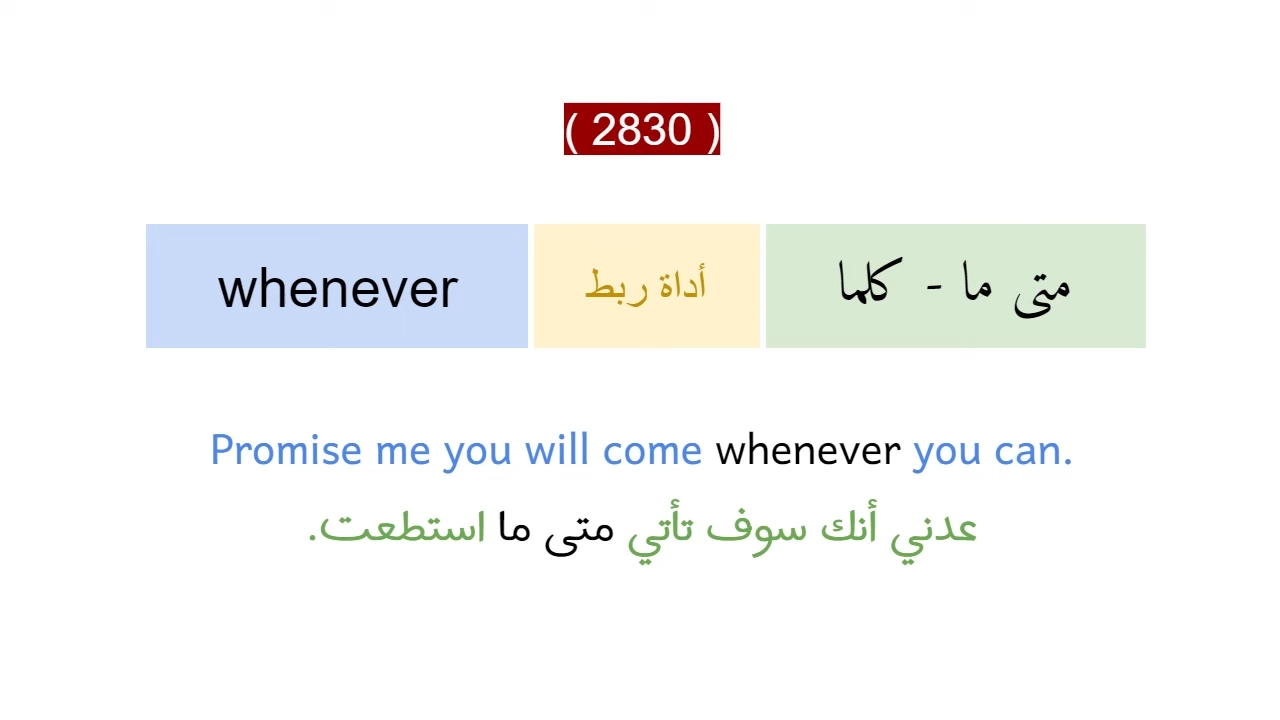 ( 2830 )
whenever أداة ربط متى ما - كلما
Promise me you will come whenever you can.
عدني أنك سوف تأتي متى ما استطعت.